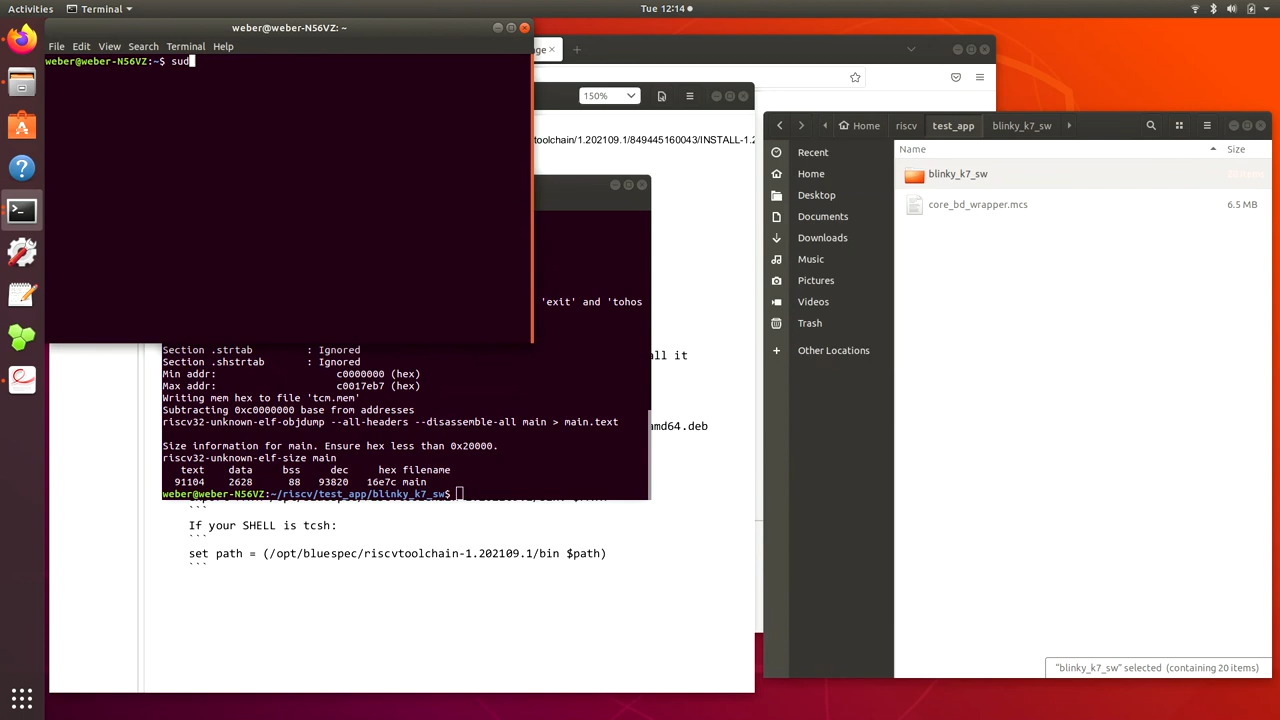 Activities
Terminal
Tue 12:14
weber@weber-N56VZ: ~
File Edit View Search Terminal Help
weber@weber-N56VZ:~$ sud
age
150%
toolchain/1.202109.1/849445160043/INSTALL-1.2
'exit' and 'tohos
all it
amd64.deb
Section .strtab : Ignored
Section .shstrtab : Ignored
Min addr: c0000000 (hex)
Max addr: c0017eb7 (hex)
Writing mem hex to file 'tcm.mem'
Subtracting 0xc0000000 base from addresses
riscv32-unknown-elf-objdump --all-headers --disassemble-all main > main.text
Size information for main. Ensure hex less than 0x20000.
riscv32-unknown-elf-size main
text data bss dec hex filename
91104 2628 88 93820 16e7c main
weber@weber-N56VZ:~/riscv/test_app/blinky_k7_sw$
```
If your SHELL is tcsh:
```
set path = (/opt/bluespec/riscvtoolchain-1.202109.1/bin $path)
```
Home riscv test_app blinky_k7_sw
Recent
Home
Desktop
Documents
Downloads
Music
Pictures
Videos
Trash
Other Locations
Name Size
blinky_k7_sw
core_bd_wrapper.mcs 6.5 MB
"blinky_k7_sw" selected (containing 20 items)